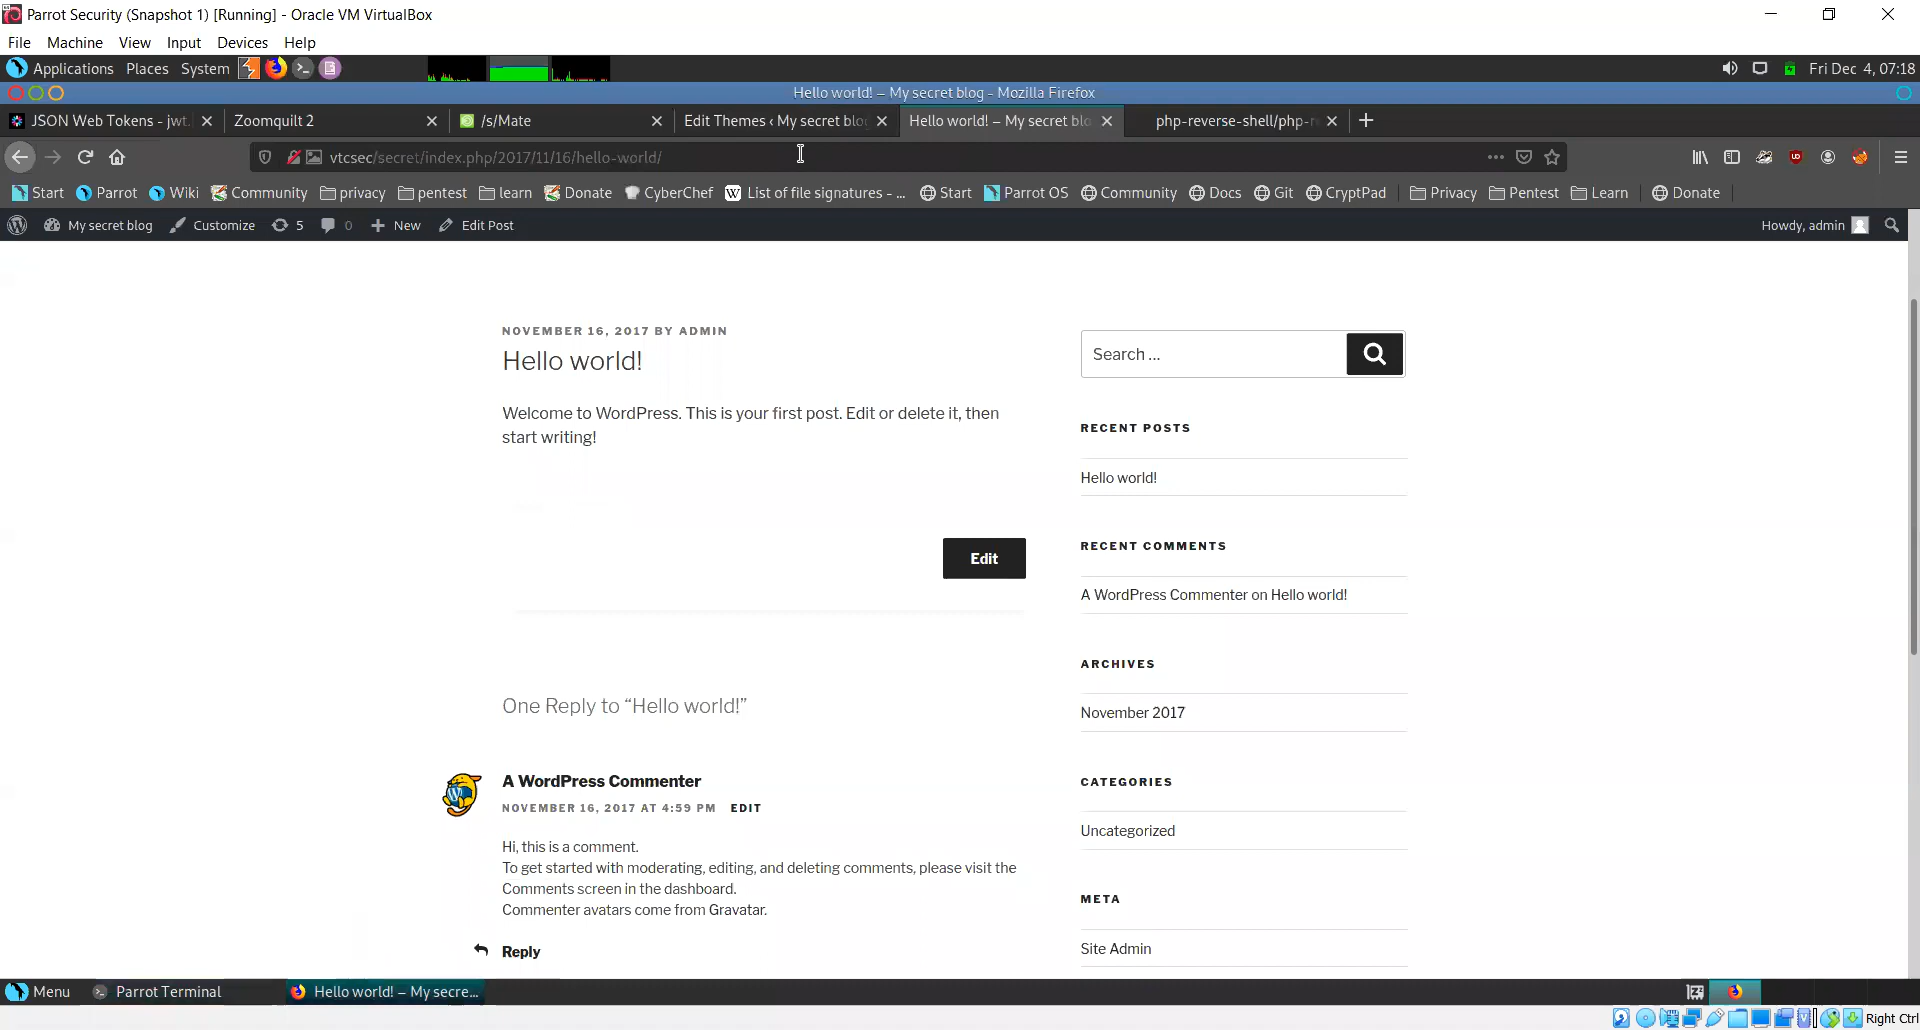 Parrot Security (Snapshot 1) [Running] - Oracle VM VirtualBox
File Machine View Input Devices Help
Applications Places System Fri Dec 4, 07:18
Hello world! – My secret blog - Mozilla Firefox
JSON Web Tokens - jwt. Zoomquilt 2 /s/Mate Edit Themes ‹ My secret blo Hello world! – My secret blo php-reverse-shell/php-r
vtcsec/secret/index.php/2017/11/16/hello-world/
Start Parrot Wiki Community privacy pentest learn Donate CyberChef List of file signatures - ... Start Parrot OS Community Docs Git CryptPad Privacy Pentest Learn Donate
My secret blog Customize 5 0 New Edit Post Howdy, admin
NOVEMBER 16, 2017 BY ADMIN
Hello world!
Welcome to WordPress. This is your first post. Edit or delete it, then
start writing!
Edit
One Reply to “Hello world!”
A WordPress Commenter
NOVEMBER 16, 2017 AT 4:59 PM EDIT
Hi, this is a comment.
To get started with moderating, editing, and deleting comments, please visit the
Comments screen in the dashboard.
Commenter avatars come from Gravatar.
Reply
Search ...
RECENT POSTS
Hello world!
RECENT COMMENTS
A WordPress Commenter on Hello world!
ARCHIVES
November 2017
CATEGORIES
Uncategorized
META
Site Admin
Menu Parrot Terminal Hello world! – My secre...
Right Ctrl